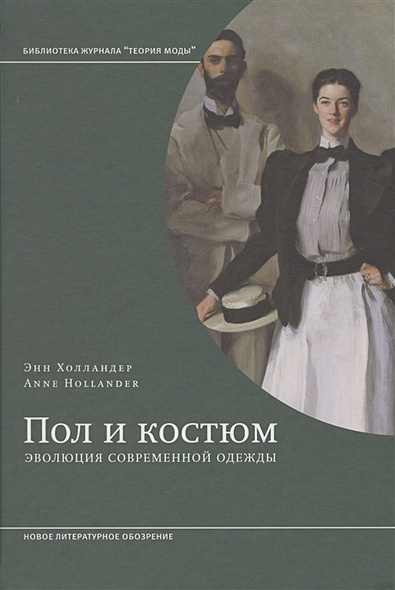 БИБЛИОТЕКА ЖУРНАЛА "ТЕОРИЯ МОДЫ"
ЭНН ХОЛЛАНДЕР
ANNE HOLLANDER
Пол и костюм
ЭВОЛЮЦИЯ СОВРЕМЕННОЙ ОДЕЖДЫ
НОВОЕ ЛИТЕРАТУРНОЕ ОБОЗРЕНИЕ